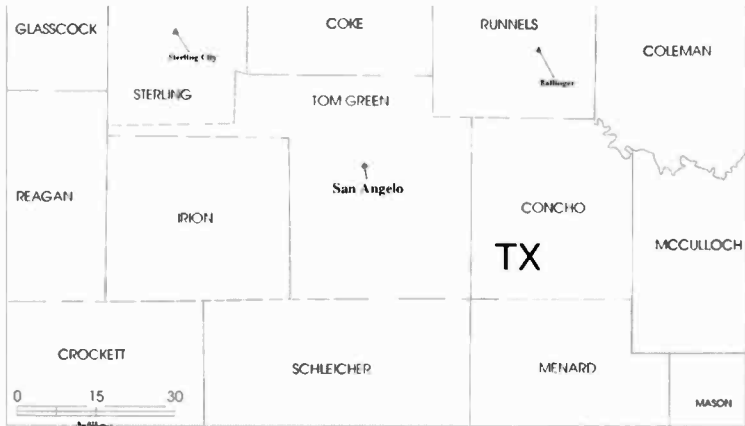 GLASSCOCK
COKE
RUNNELS
COLEMAN
Sterling City
Ballinger
STERLING
TOM GREEN
San Angelo
REAGAN
IRION
CONCHO
MCCULLOCH
TX
CROCKETT
SCHLEICHER
MENARD
MASON
0 15 30